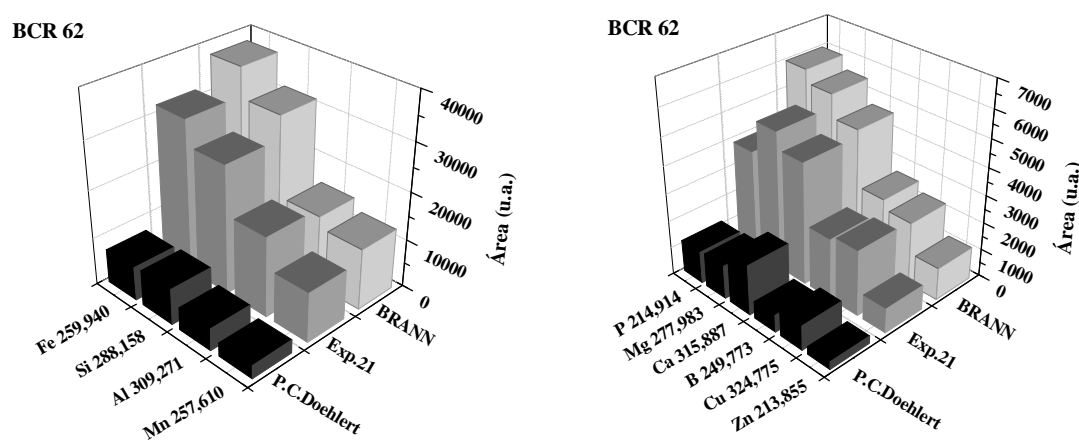 BCR 62
40000
30000
20000
10000
0
Área (u.a.)
Fe 259,940
Si 288,158
Al 309,271
Mn 257,610
P.C.Doehlert
Exp.21
BRANN
BCR 62
7000
6000
5000
4000
3000
2000
1000
0
Área (u.a.)
P 214,914
Mg 277,983
Ca 315,887
B 249,773
Cu 324,775
Zn 213,855
P.C.Doehlert
Exp.21
BRANN